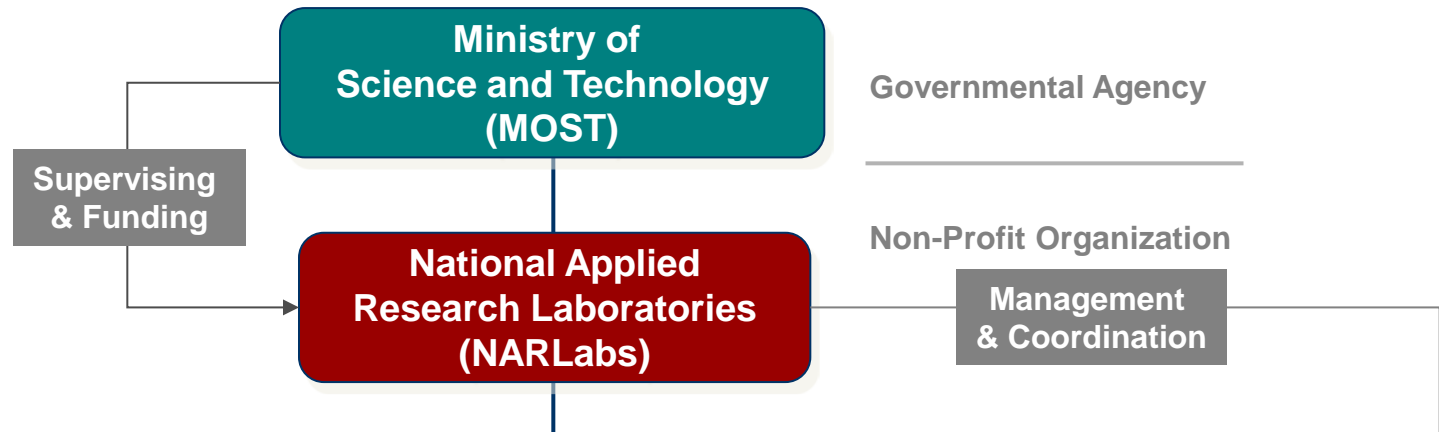 Ministry of
Science and Technology
(MOST)
Governmental Agency
Supervising
& Funding
Non-Profit Organization
National Applied
Research Laboratories
(NARLabs)
Management
& Coordination